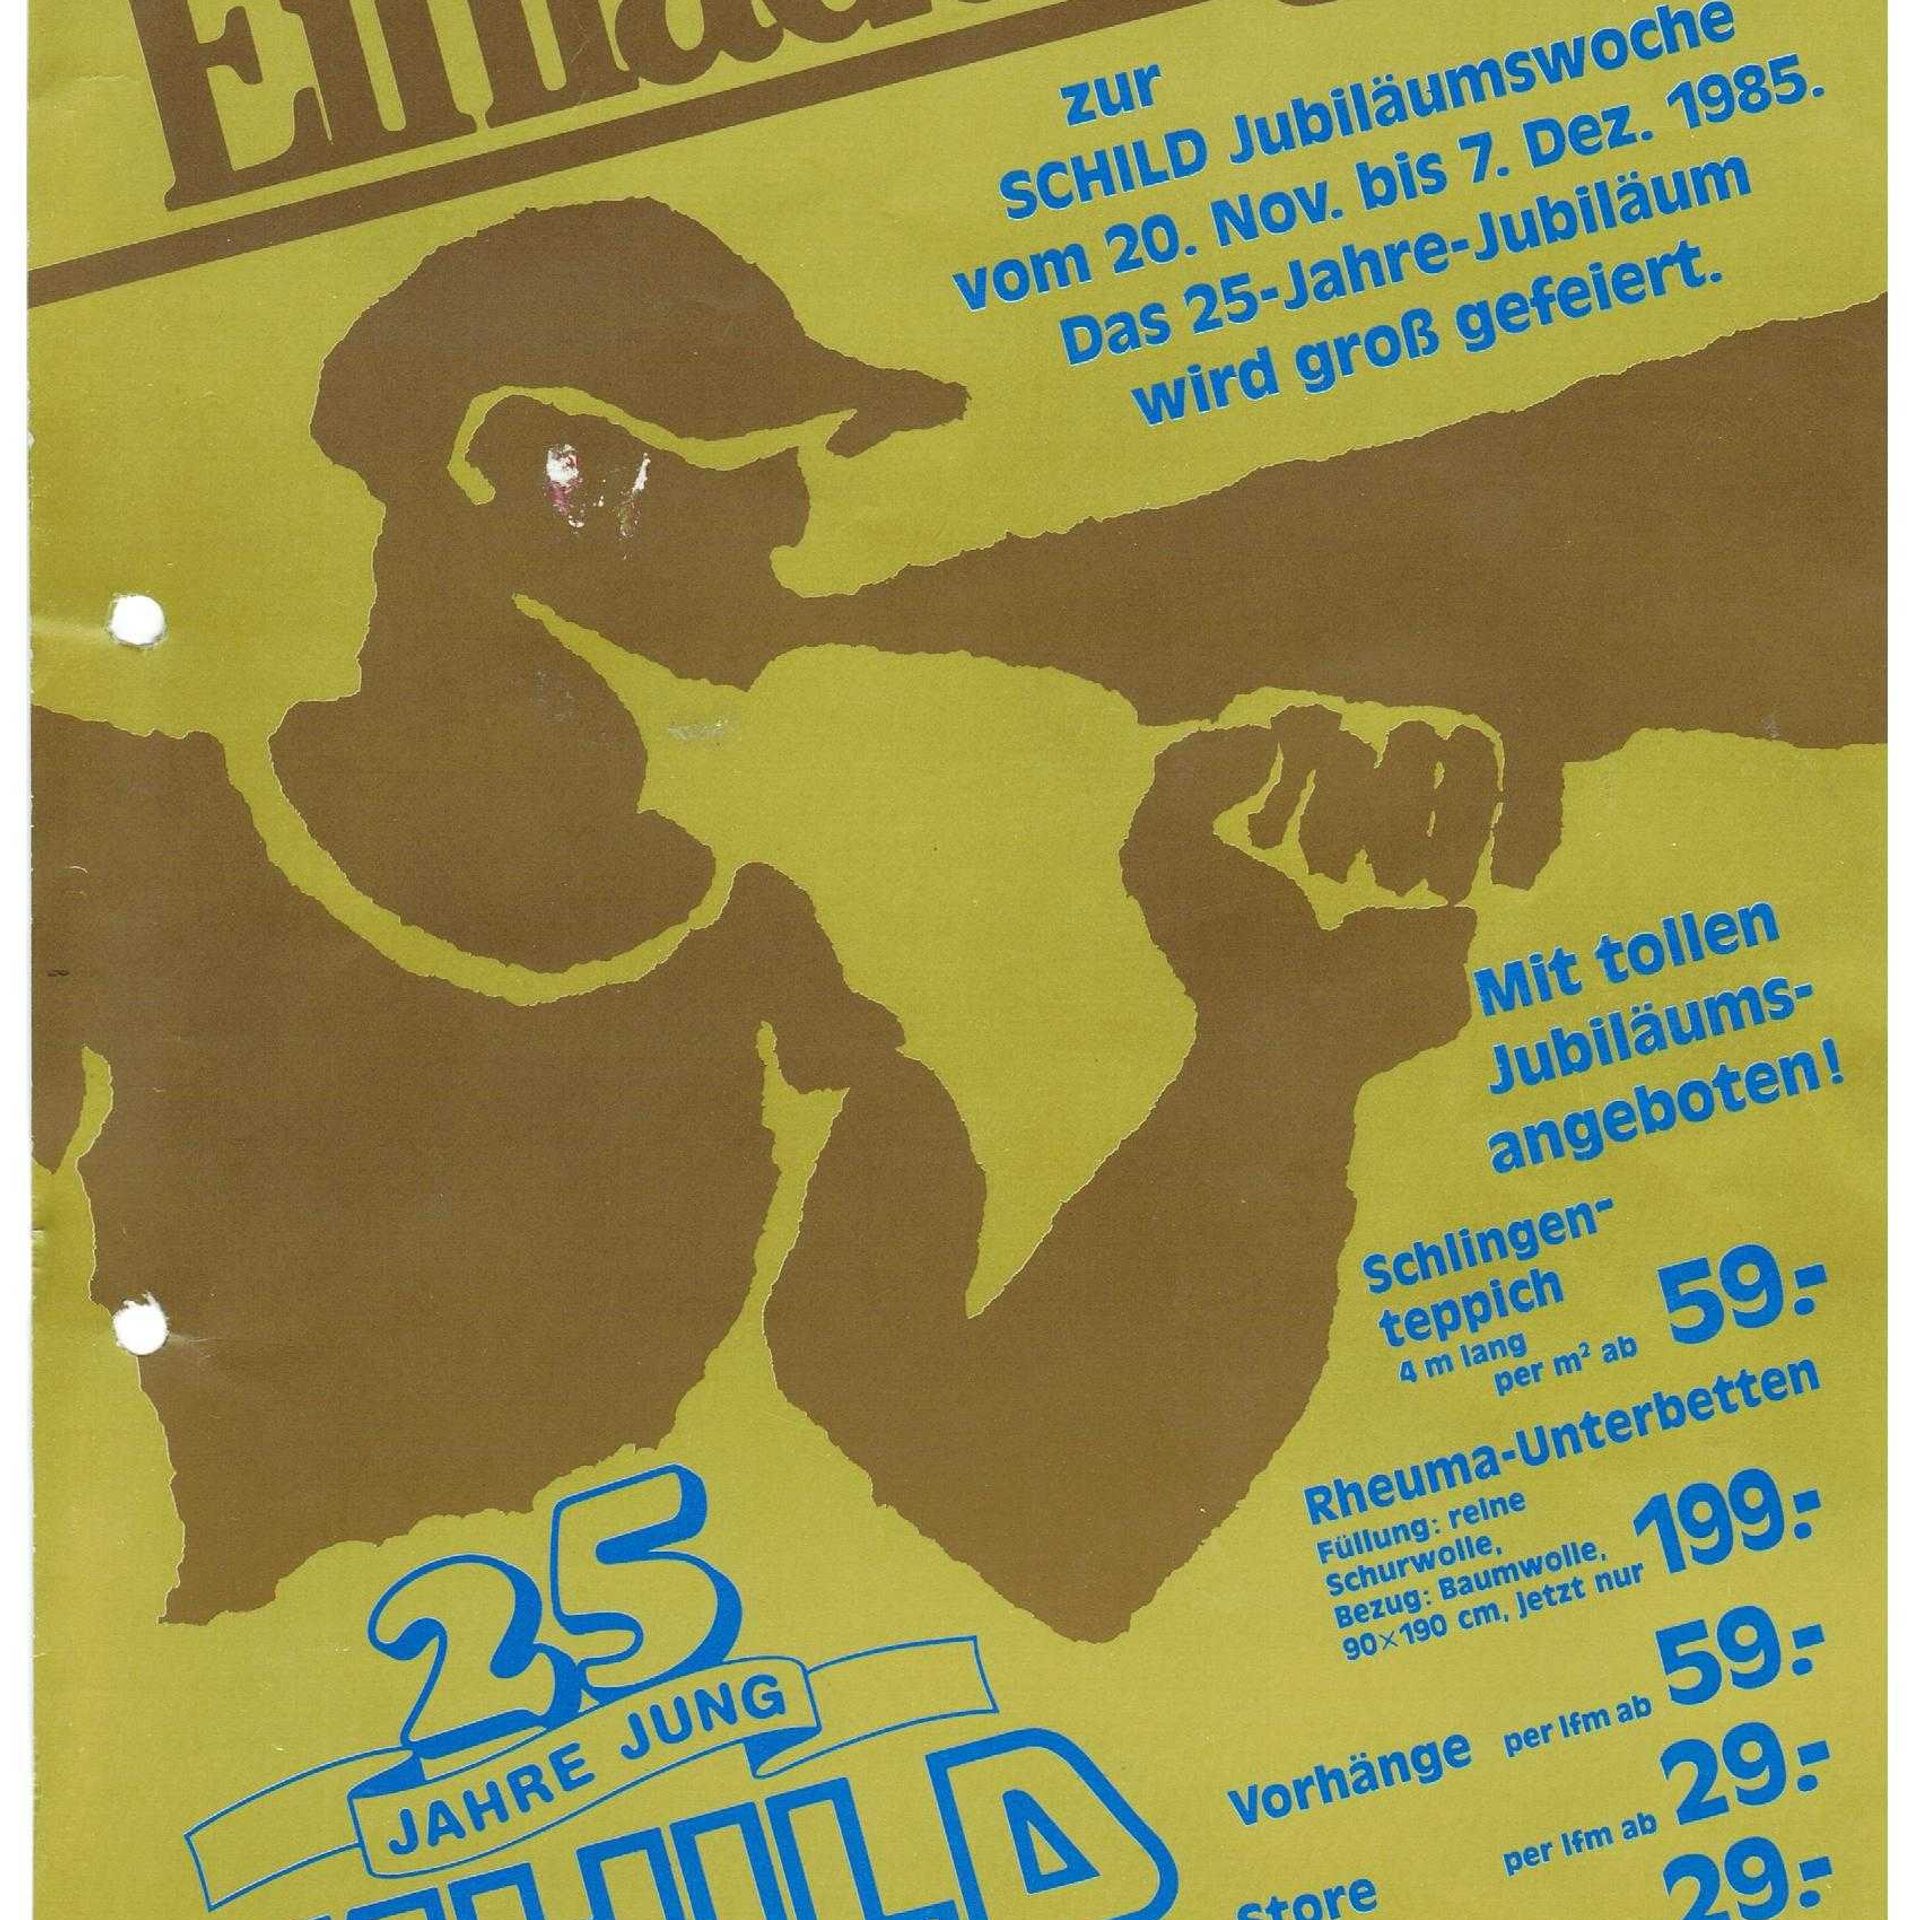 zur
SCHILD Jubiläumswoche
vom 20. Nov. bis 7. Dez. 1985.
Das 25-Jahre-Jubiläum
wird groß gefeiert.
Mit tollen
Jubiläums-
angeboten!
Schlingen-
teppich
4 m lang
per m² ab 59.-
Rheuma-Unterbetten
Füllung: reine
Schurwolle,
Bezug: Baumwolle,
90×190 cm, jetzt nur 199.-
Vorhänge per lfm ab 59.-
per lfm ab 29.-
Store 29.-
25
JAHRE JUNG
SCHILD